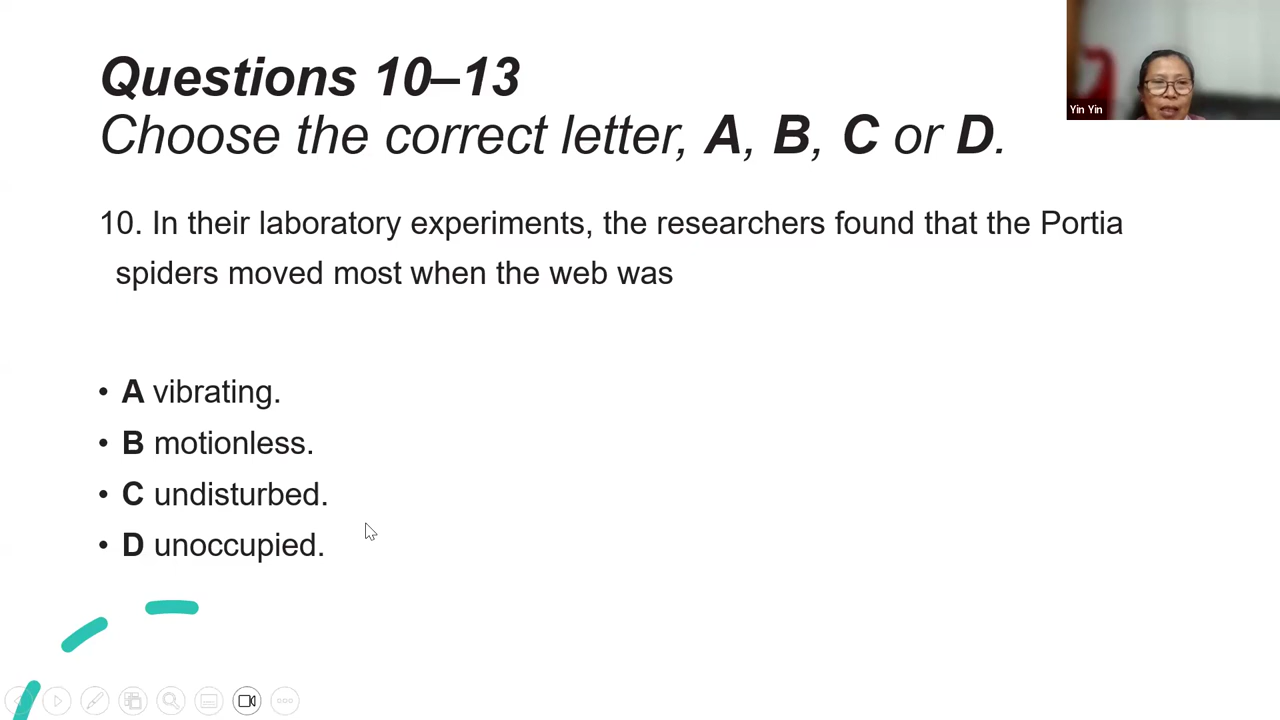 Questions 10–13
Choose the correct letter, A, B, C or D.
Yin Yin
10. In their laboratory experiments, the researchers found that the Portia
spiders moved most when the web was
• A vibrating.
• B motionless.
• C undisturbed.
• D unoccupied.